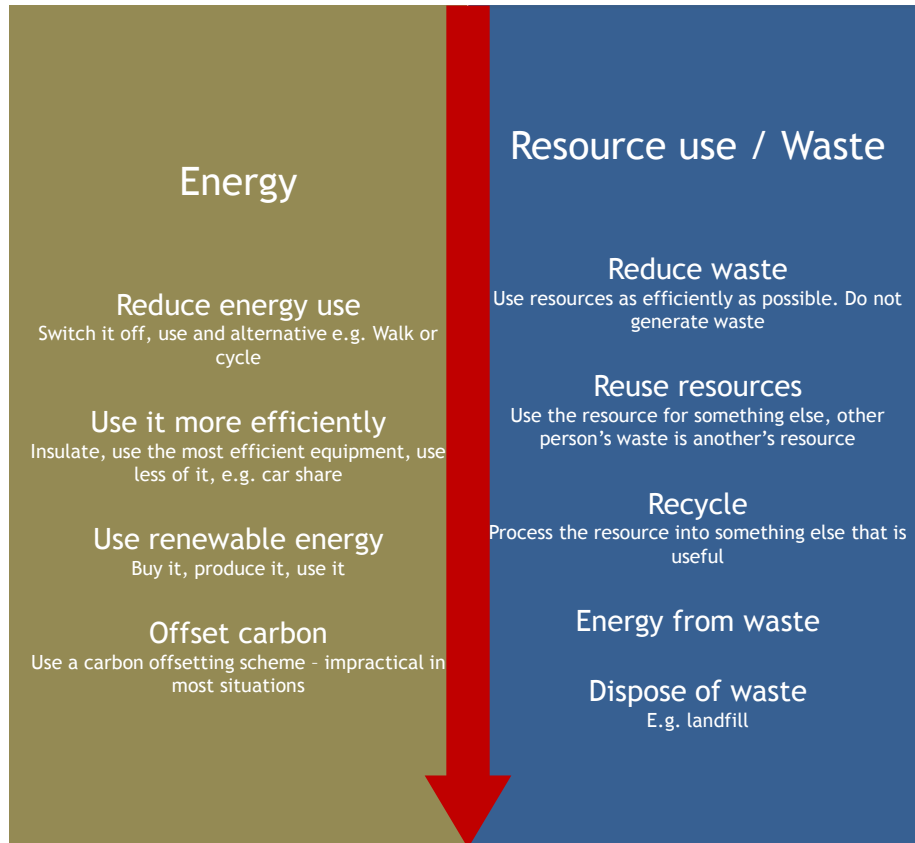 Energy
Reduce energy use
Switch it off, use and alternative e.g. Walk or
cycle
Use it more efficiently
Insulate, use the most efficient equipment, use
less of it, e.g. car share
Use renewable energy
Buy it, produce it, use it
Offset carbon
Use a carbon offsetting scheme – impractical in
most situations
Resource use / Waste
Reduce waste
Use resources as efficiently as possible. Do not
generate waste
Reuse resources
Use the resource for something else, other
person’s waste is another’s resource
Recycle
Process the resource into something else that is
useful
Energy from waste
Dispose of waste
E.g. landfill